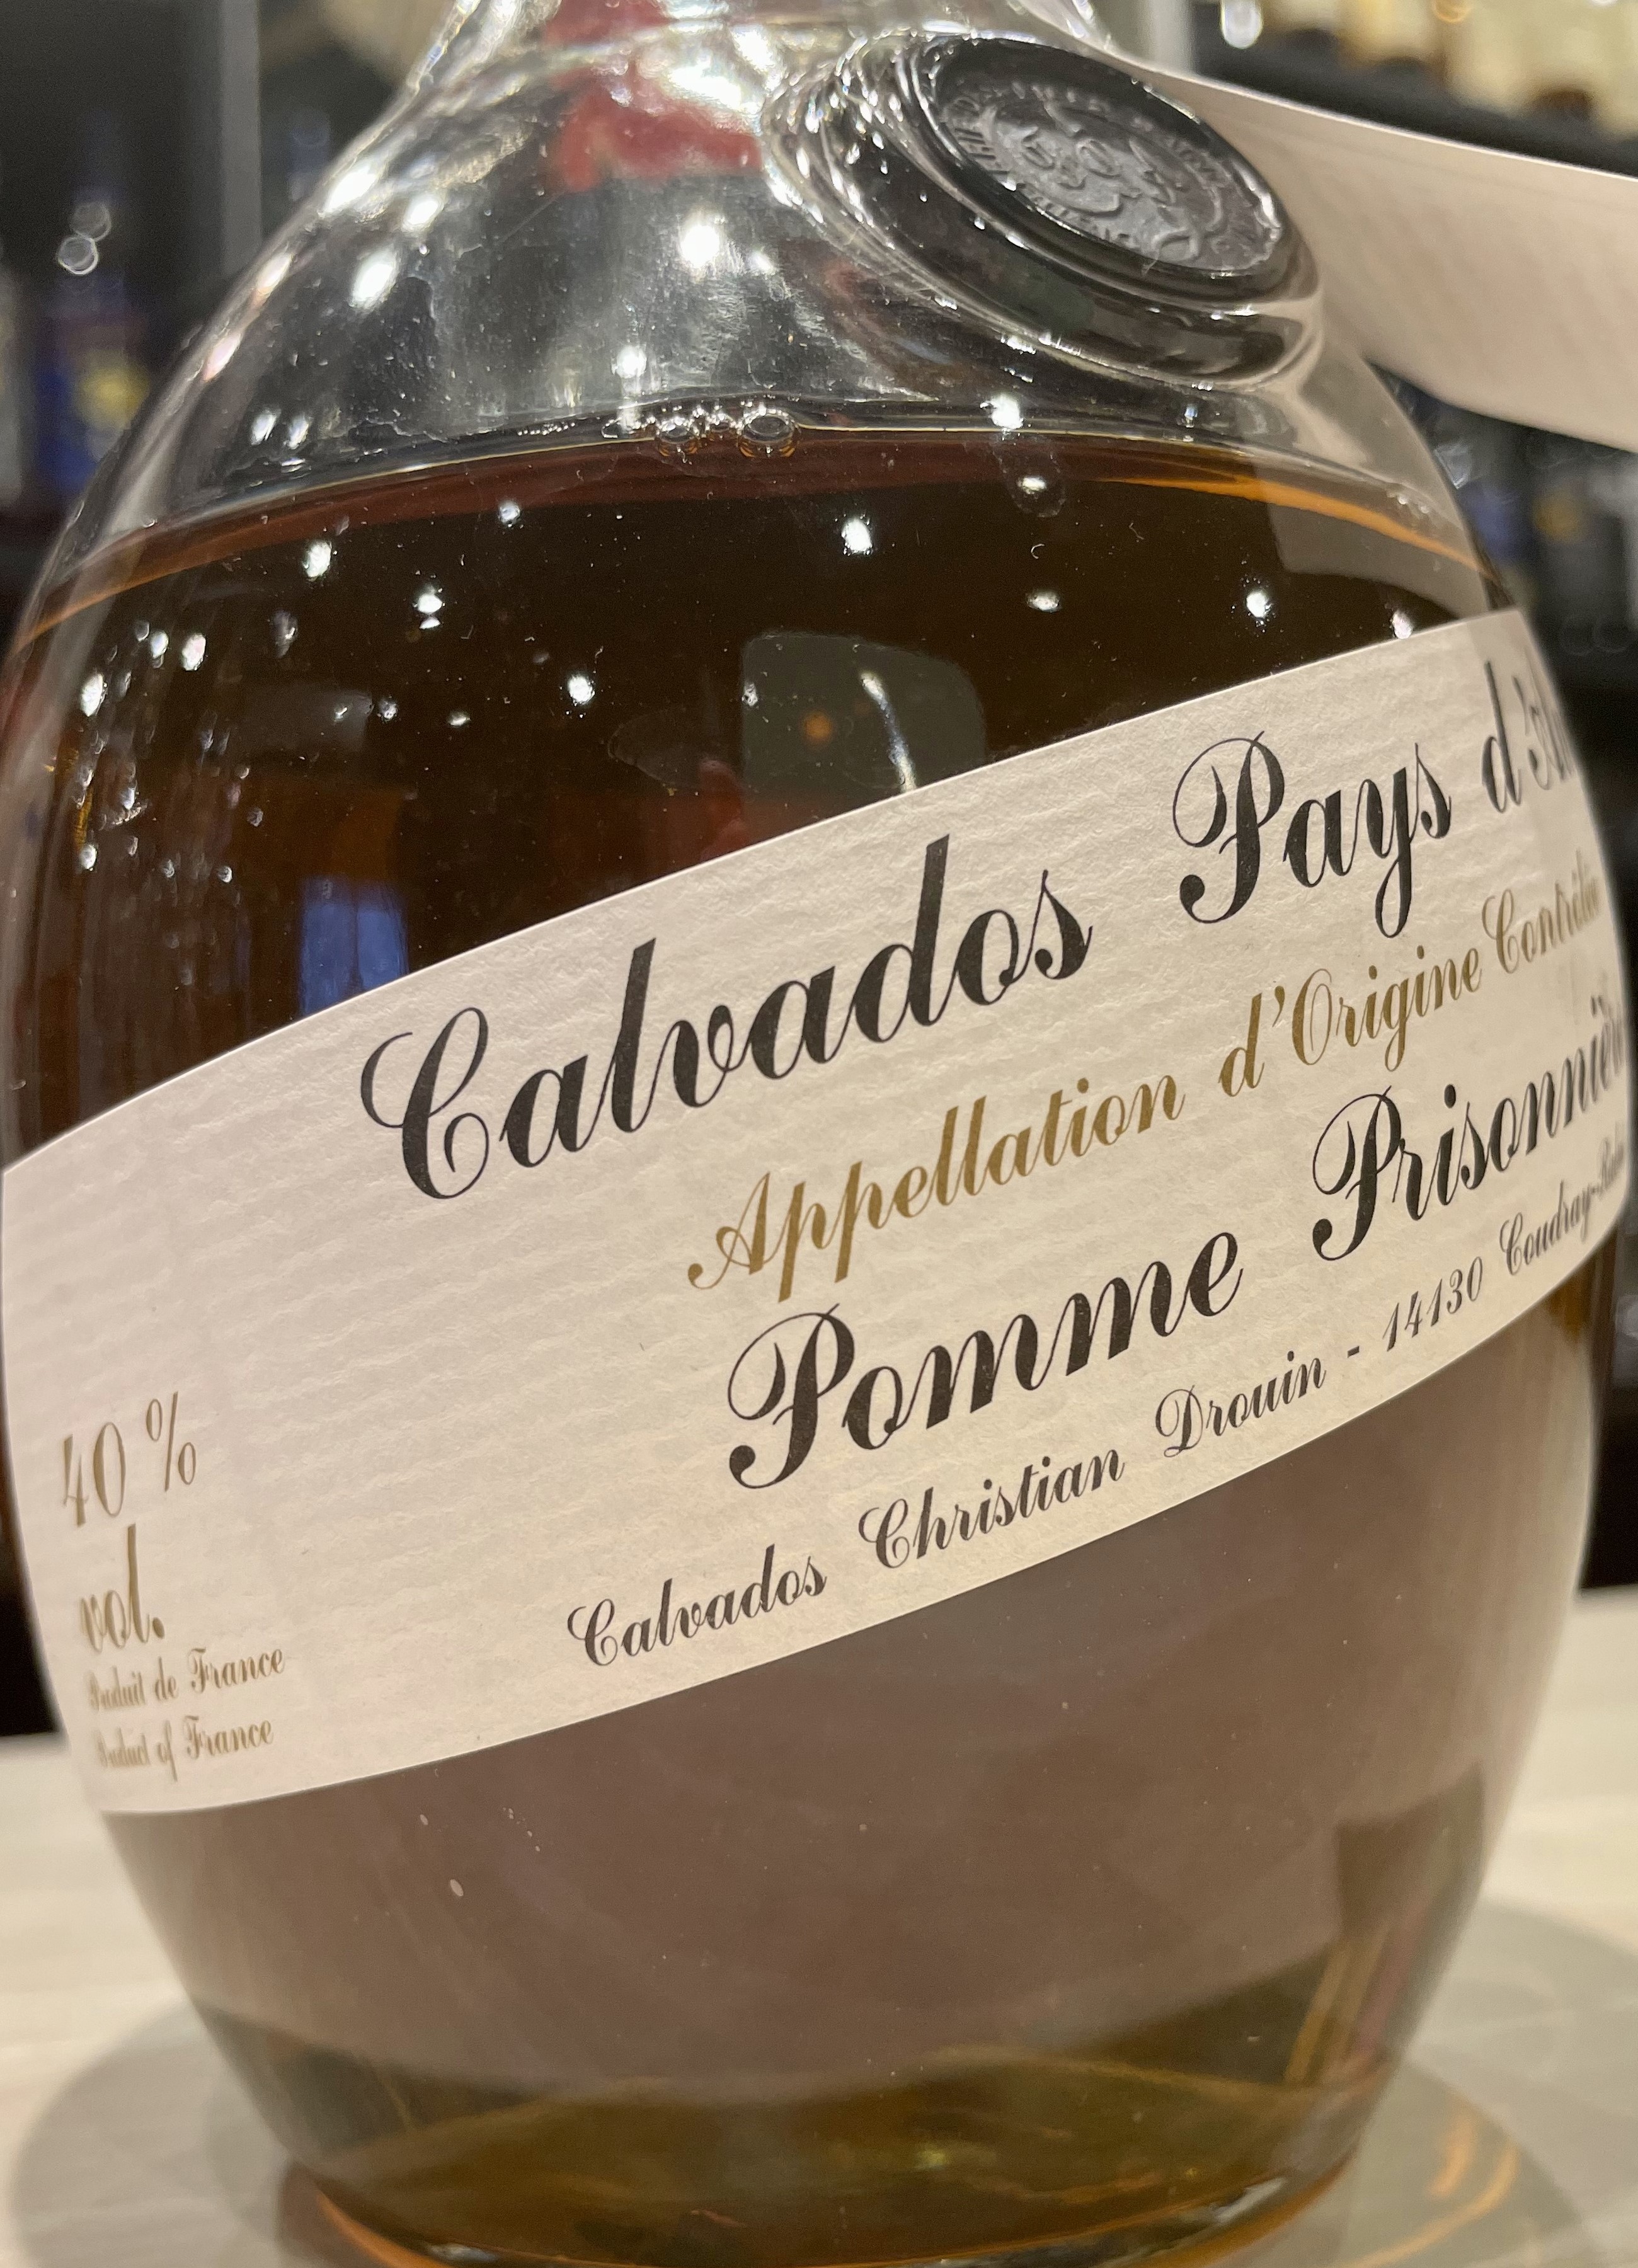 Calvados Pays
Appellation d'Origine Contrôlée
Pomme Prisonnière
Calvados Christian Drouin - 14130
40 %
vol.
Produit de France
Product of France